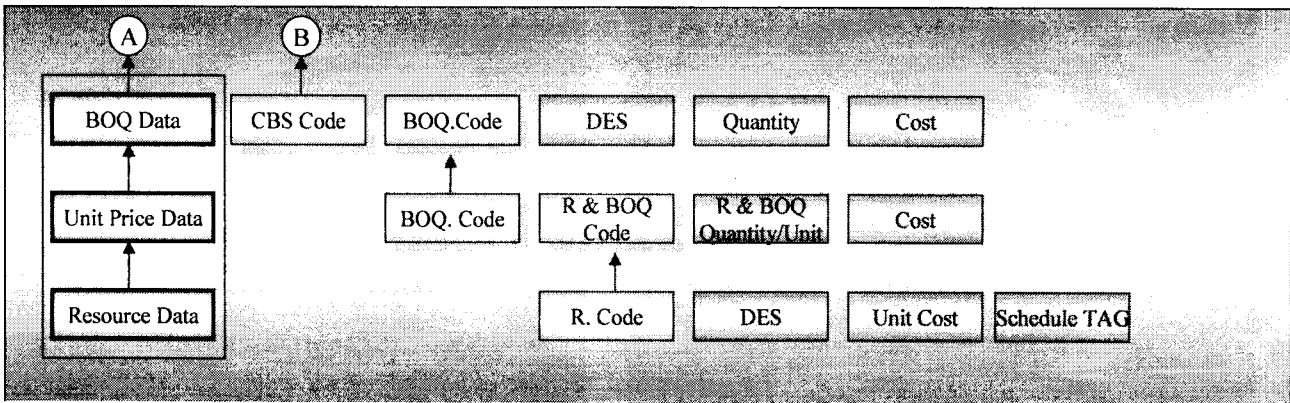 A B
BOQ Data CBS Code BOQ.Code DES Quantity Cost
Unit Price Data BOQ. Code R & BOQ Code R & BOQ Quantity/Unit Cost
Resource Data R. Code DES Unit Cost Schedule TAG